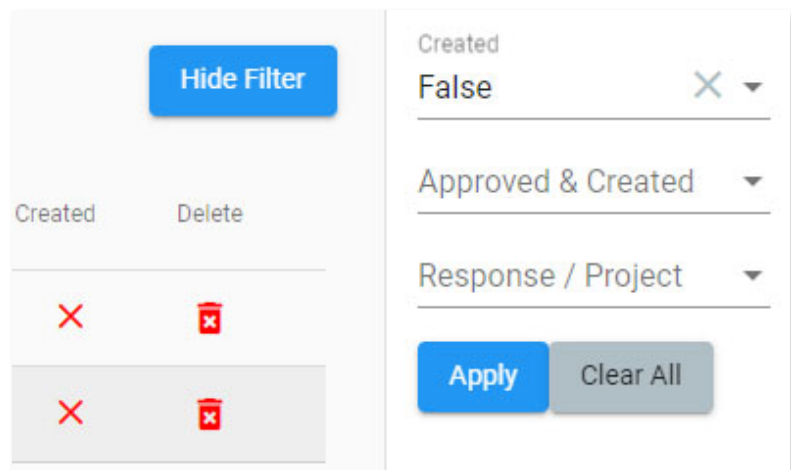 Hide Filter
Created Delete
Created
False
Approved & Created
Response / Project
Apply Clear All